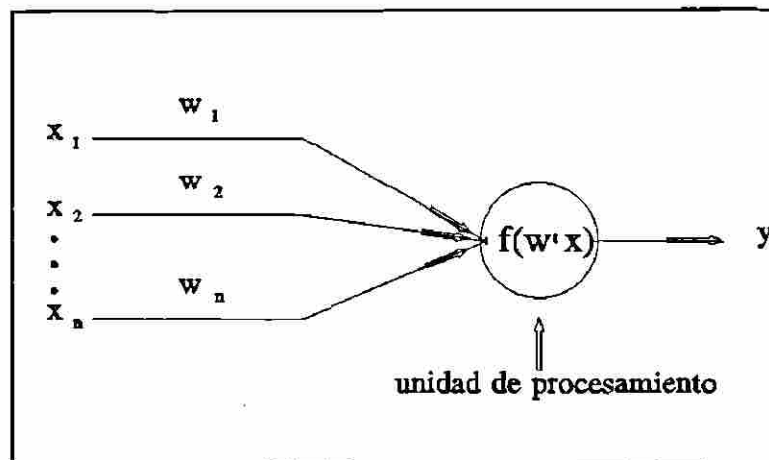 w 1
x 1
w 2
x 2
f(w t x)
y
w n
x n
unidad de procesamiento